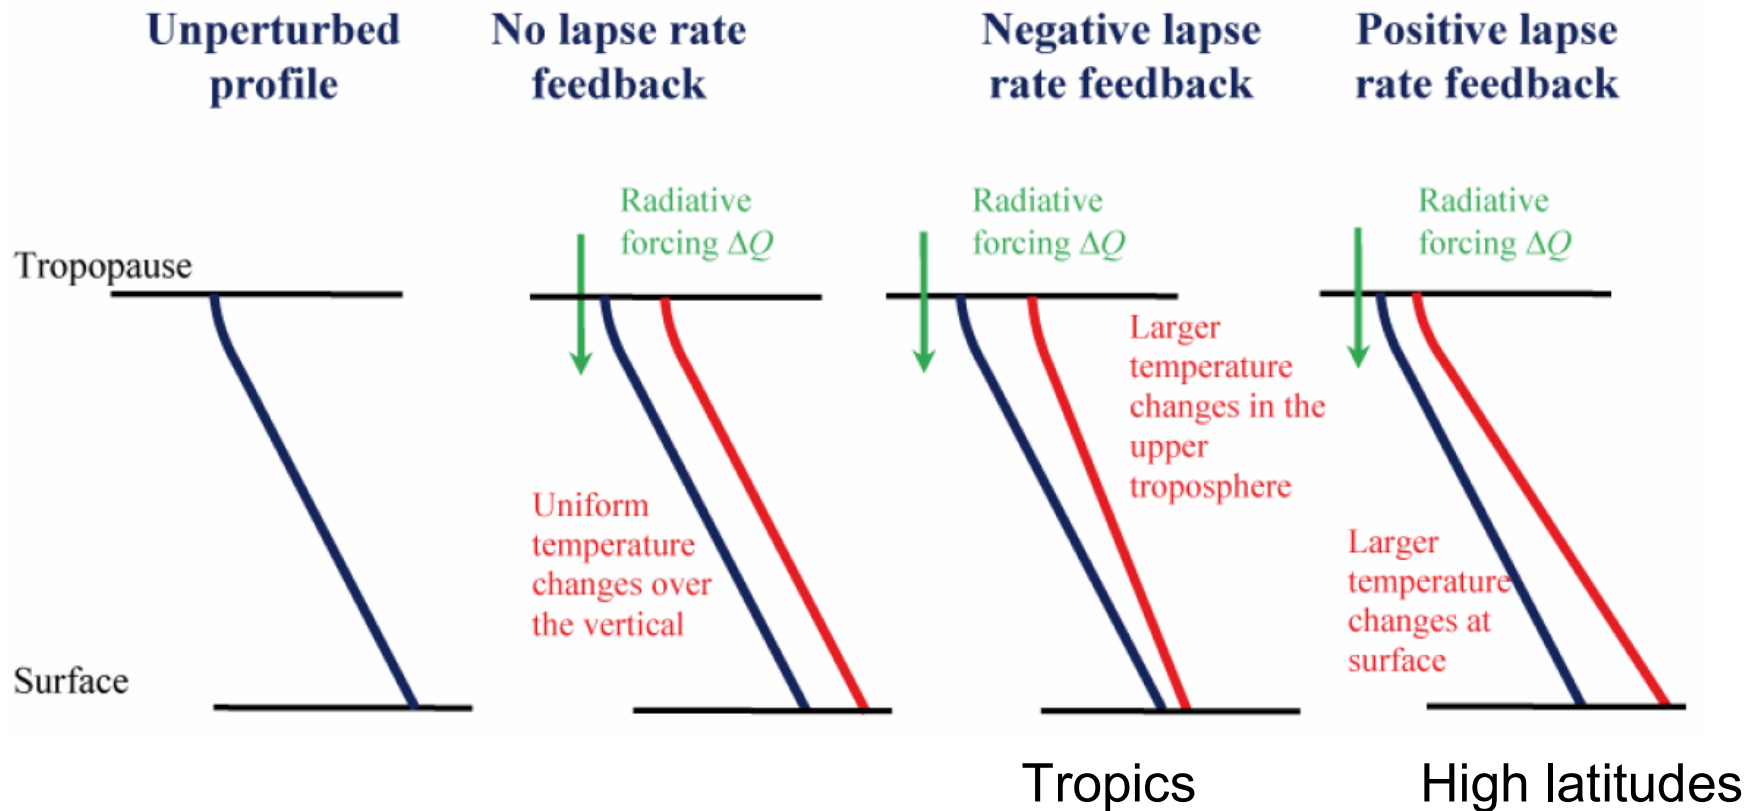 Unperturbed
profile
No lapse rate
feedback
Negative lapse
rate feedback
Positive lapse
rate feedback
Radiative
forcing ΔQ
Radiative
forcing ΔQ
Radiative
forcing ΔQ
Tropopause
Larger
temperature
changes in the
upper
troposphere
Uniform
temperature
changes over
the vertical
Larger
temperature
changes at
surface
Surface
Tropics
High latitudes